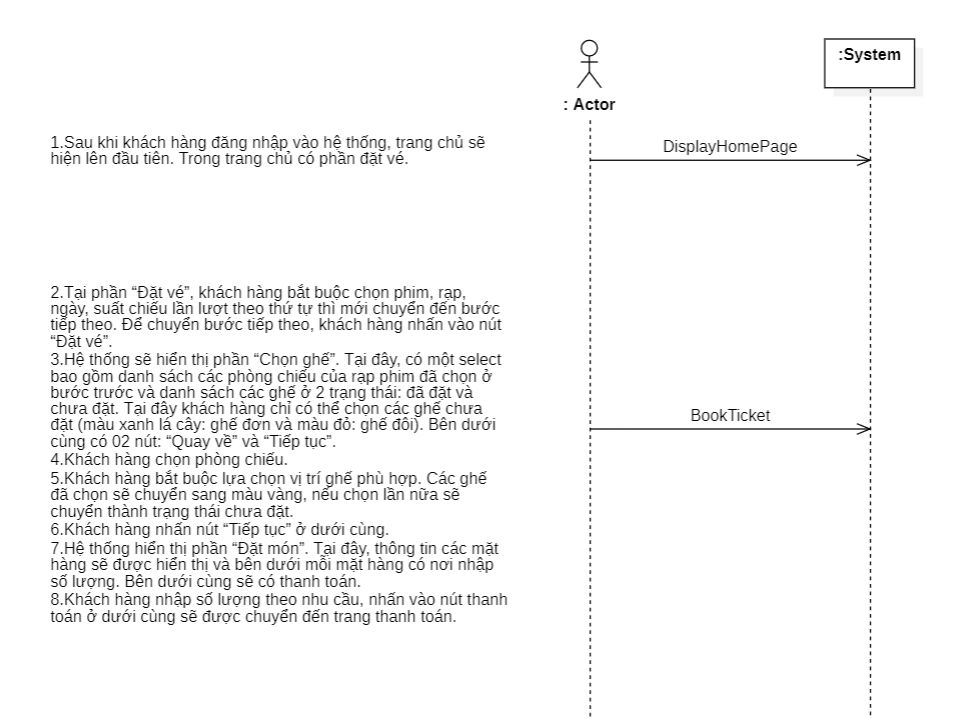 :System
: Actor
1.Sau khi khách hàng đăng nhập vào hệ thống, trang chủ sẽ
hiện lên đầu tiên. Trong trang chủ có phần đặt vé.
DisplayHomePage
2.Tại phần “Đặt vé”, khách hàng bắt buộc chọn phim, rạp,
ngày, suất chiếu lần lượt theo thứ tự thì mới chuyển đến bước
tiếp theo. Để chuyển bước tiếp theo, khách hàng nhấn vào nút
“Đặt vé”.
3.Hệ thống sẽ hiển thị phần “Chọn ghế”. Tại đây, có một select
bao gồm danh sách các phòng chiếu của rạp phim đã chọn ở
bước trước và danh sách các ghế ở 2 trạng thái: đã đặt và
chưa đặt. Tại đây khách hàng chỉ có thể chọn các ghế chưa
đặt (màu xanh lá cây: ghế đơn và màu đỏ: ghế đôi). Bên dưới
cùng có 02 nút: “Quay về” và “Tiếp tục”.
BookTicket
4.Khách hàng chọn phòng chiếu.
5.Khách hàng bắt buộc lựa chọn vị trí ghế phù hợp. Các ghế
đã chọn sẽ chuyển sang màu vàng, nếu chọn lần nữa sẽ
chuyển thành trạng thái chưa đặt.
6.Khách hàng nhấn nút “Tiếp tục” ở dưới cùng.
7.Hệ thống hiển thị phần “Đặt món”. Tại đây, thông tin các mặt
hàng sẽ được hiển thị và bên dưới mỗi mặt hàng có nơi nhập
số lượng. Bên dưới cùng sẽ có thanh toán.
8.Khách hàng nhập số lượng theo nhu cầu, nhấn vào nút thanh
toán ở dưới cùng sẽ được chuyển đến trang thanh toán.